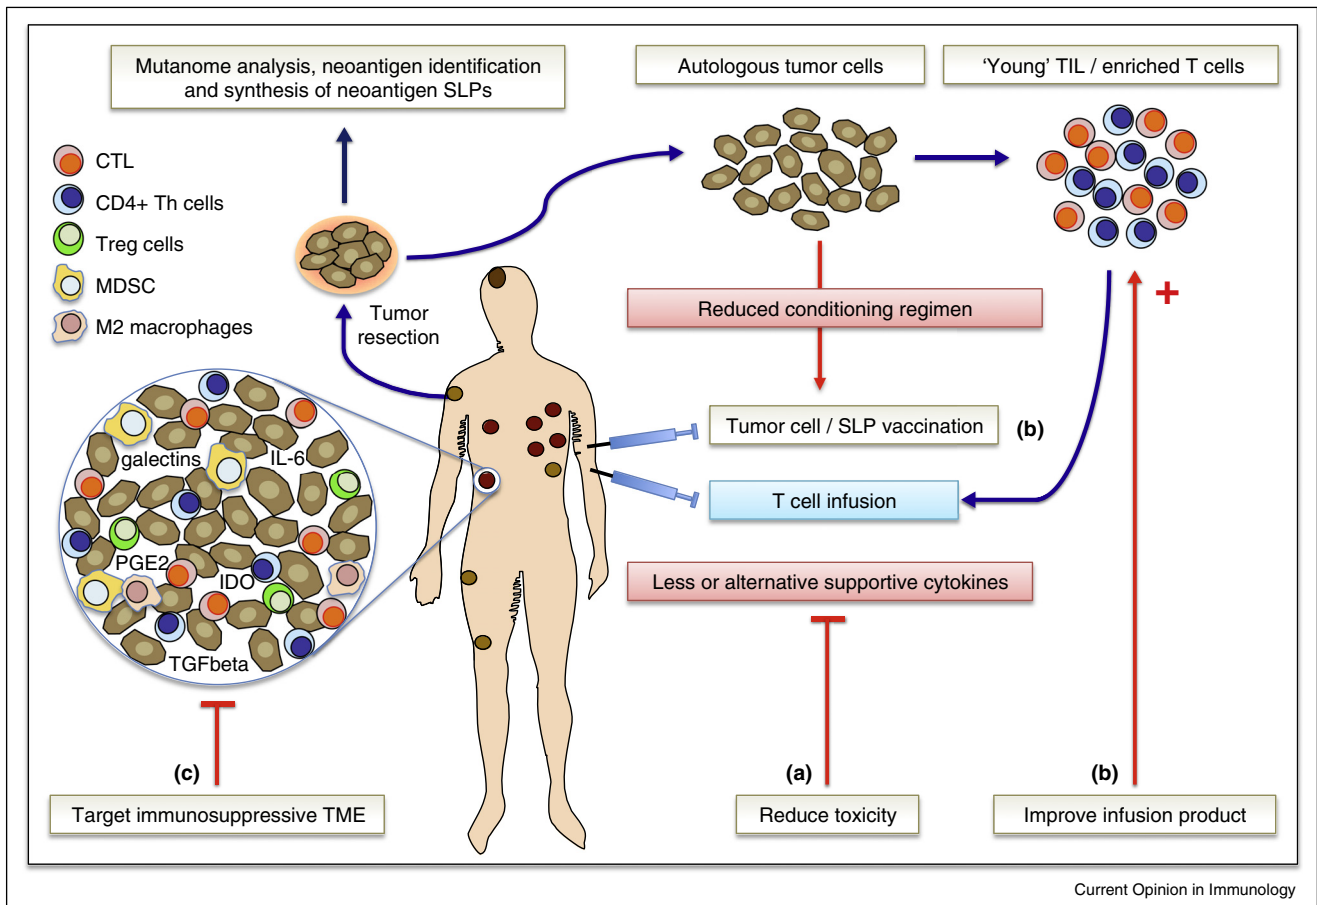 Mutanome analysis, neoantigen identification
and synthesis of neoantigen SLPs
Autologous tumor cells
‘Young’ TIL / enriched T cells
CTL
CD4+ Th cells
Treg cells
MDSC
M2 macrophages
Tumor
resection
Reduced conditioning regimen
+
Tumor cell / SLP vaccination
(b)
T cell infusion
Less or alternative supportive cytokines
galectins
IL-6
PGE2
IDO
TGFbeta
(c)
Target immunosuppressive TME
(a)
Reduce toxicity
(b)
Improve infusion product
Current Opinion in Immunology